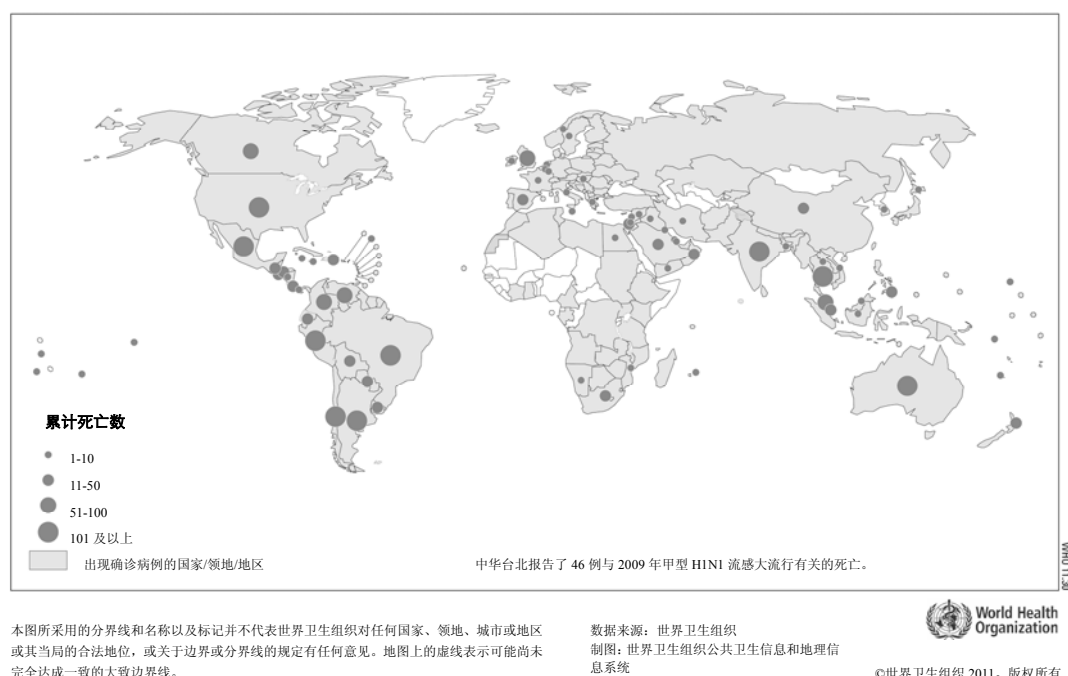 累计死亡数
1-10
11-50
51-100
101 及以上
出现确诊病例的国家/领地/地区
中华台北报告了 46 例与 2009 年甲型 H1N1 流感大流行有关的死亡。
WHO 11.30
World Health
Organization
本图所采用的分界线和名称以及标记并不代表世界卫生组织对任何国家、领地、城市或地区
或其当局的合法地位，或关于边界或分界线的规定有任何意见。地图上的虚线表示可能尚未
完全达成一致的大致边界线。
数据来源：世界卫生组织
制图：世界卫生组织公共卫生信息和地理信
息系统
©世界卫生组织 2011。版权所有